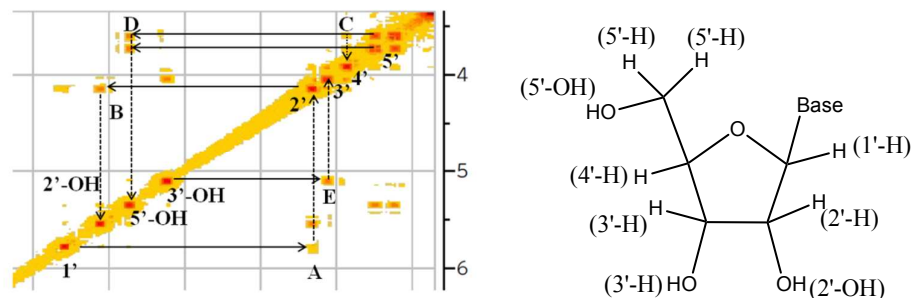 D
C
5'
4'
3'
2'
B
2'-OH
5'-OH
3'-OH
E
1'
A
4
5
6
(5'-H) (5'-H)
H H
(5'-OH)
HO
Base
O
H (1'-H)
(4'-H) H
H H (2'-H)
(3'-H)
HO OH (2'-OH)
(3'-H)